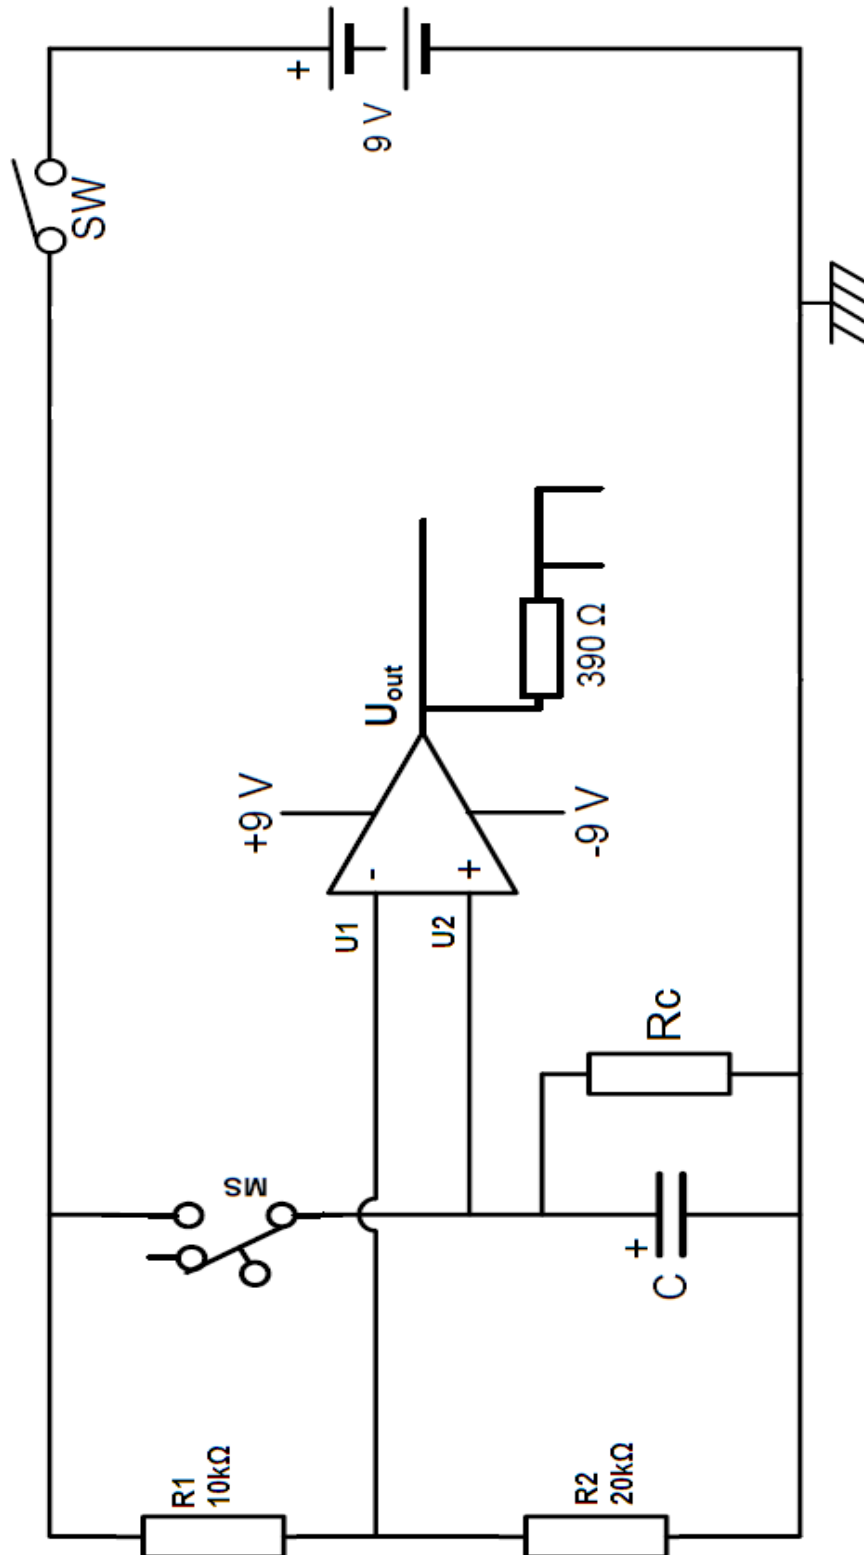 +
9 V
SW
U_out
390 Ω
+9 V
-9 V
-
+
U1
U2
Rc
MS
+
C
R1
10kΩ
R2
20kΩ